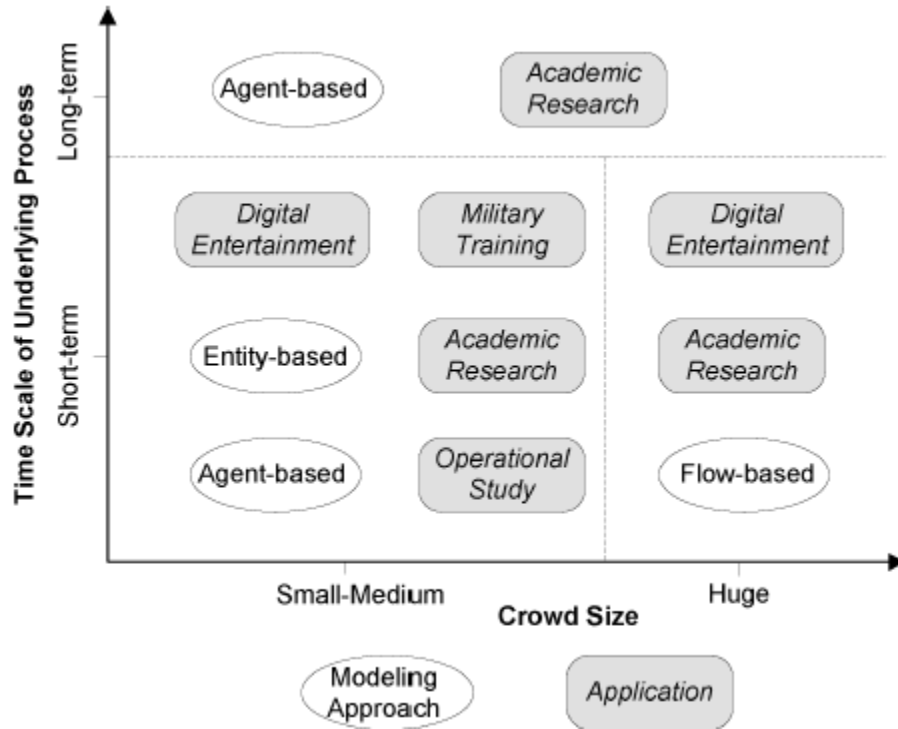 Time Scale of Underlying Process
Long-term
Short-term
Agent-based
Academic
Research
Digital
Entertainment
Military
Training
Digital
Entertainment
Entity-based
Academic
Research
Academic
Research
Agent-based
Operational
Study
Flow-based
Small-Medium
Huge
Crowd Size
Modeling
Approach
Application